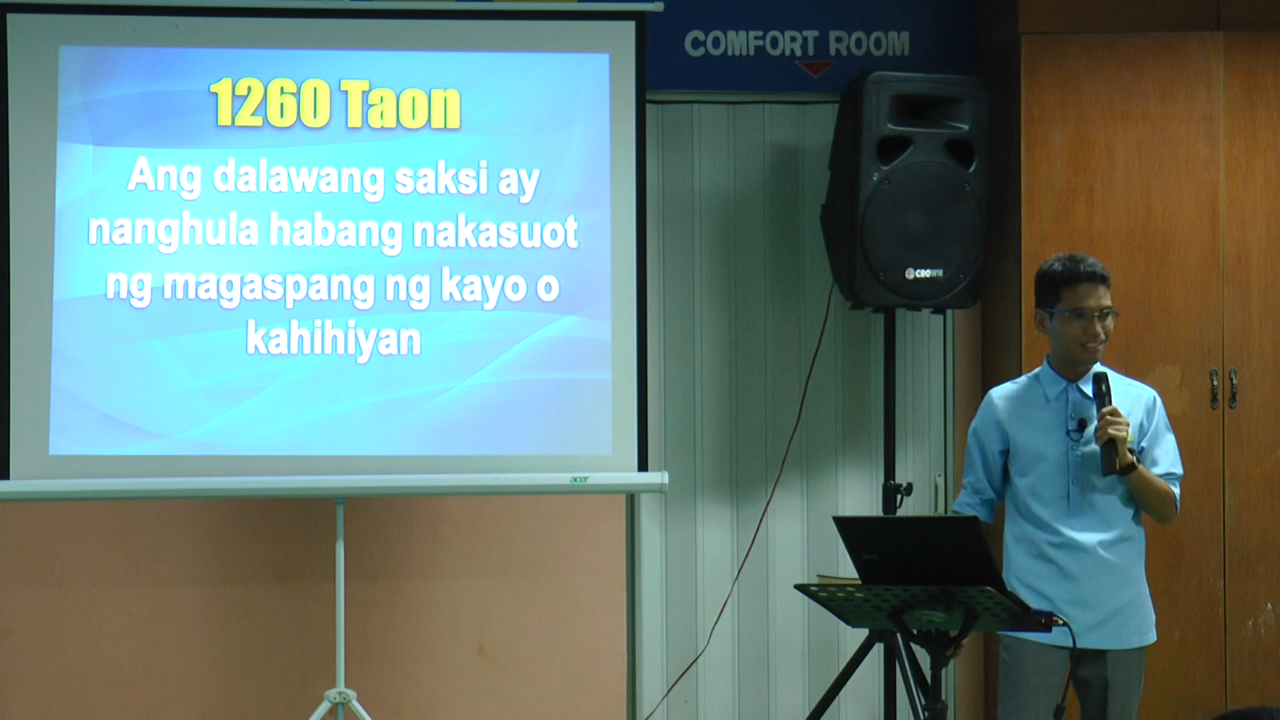 1260 Taon
Ang dalawang saksi ay
nanghula habang nakasuot
ng magaspang ng kayo o
kahihiyan
acer
COMFORT ROOM
CROWN